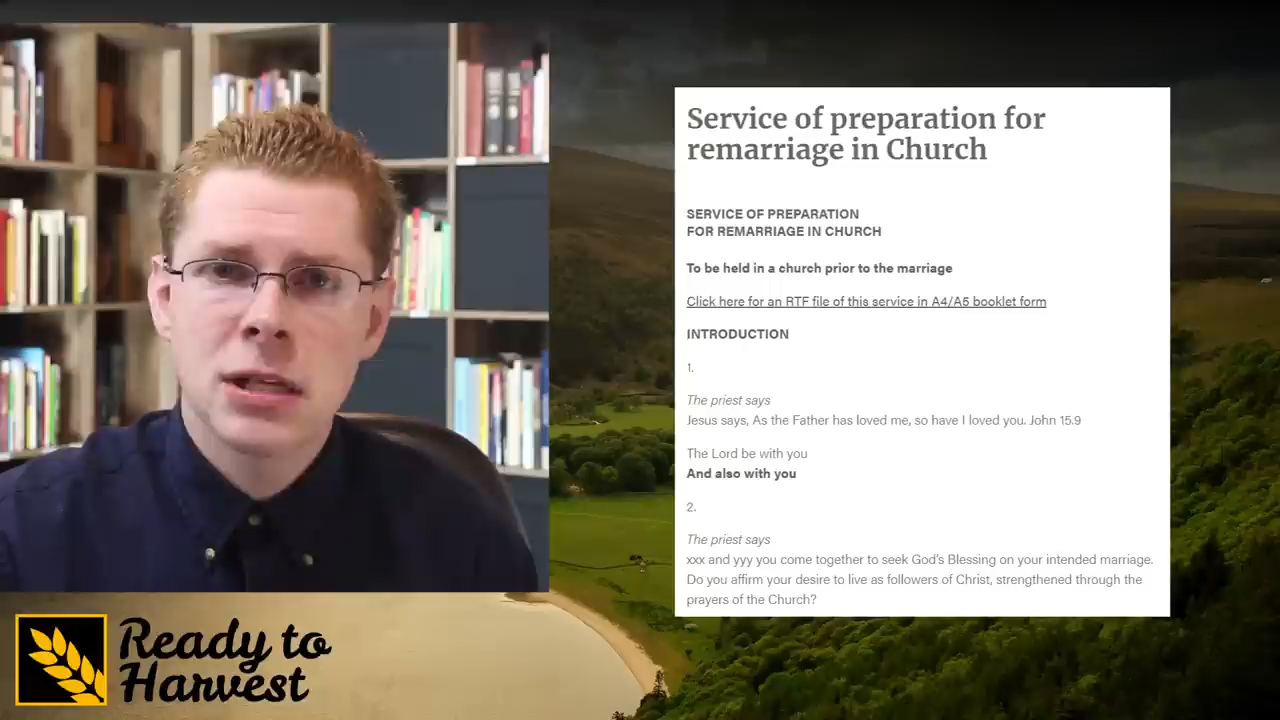 Service of preparation for
remarriage in Church
SERVICE OF PREPARATION
FOR REMARRIAGE IN CHURCH
To be held in a church prior to the marriage
Click here for an RTF file of this service in A4/A5 booklet form
INTRODUCTION
1.
The priest says
Jesus says, As the Father has loved me, so have I loved you. John 15.9
The Lord be with you
And also with you
2.
The priest says
xxx and yyy you come together to seek God's Blessing on your intended marriage.
Do you affirm your desire to live as followers of Christ, strengthened through the
prayers of the Church?
Ready to
Harvest